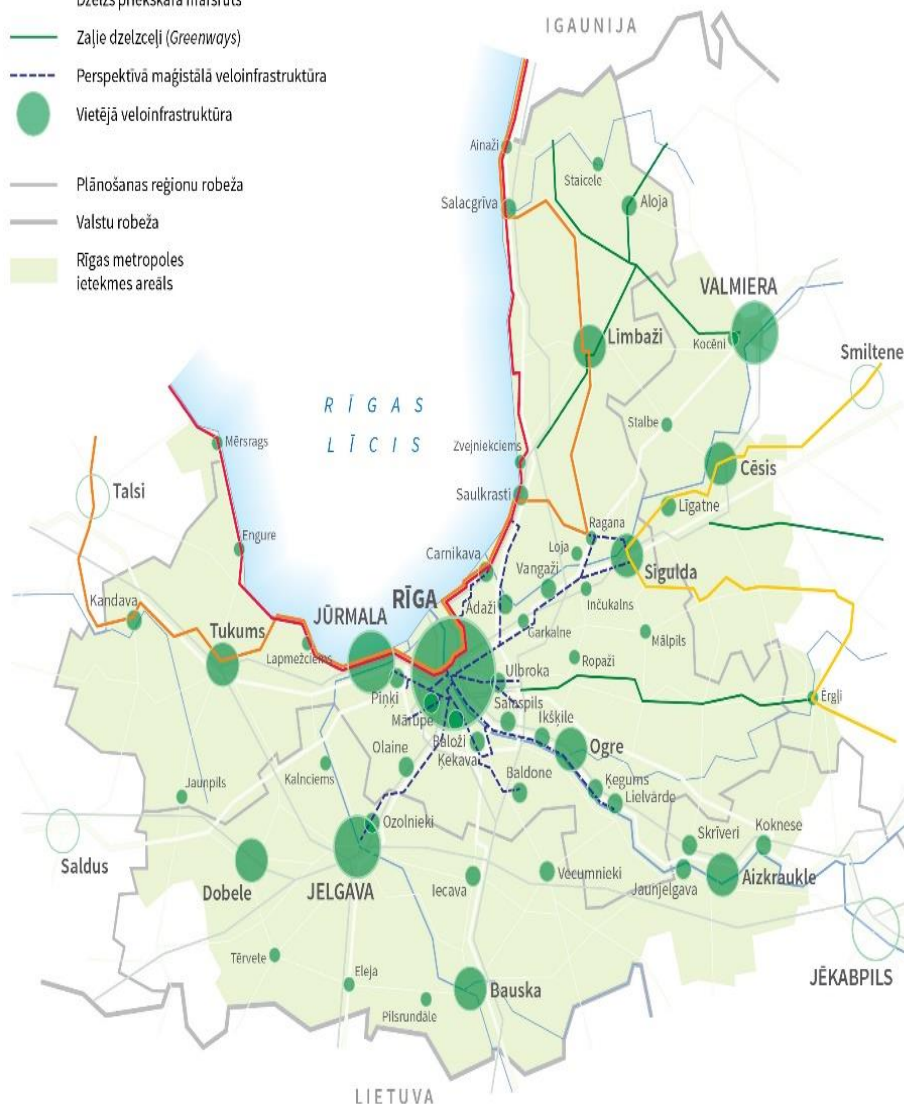 Dzelzs priekškara maršruts
Zaļie dzelzceļi (Greenways)
Perspektīvā maģistālā veloinfrastruktūra
Vietējā veloinfrastruktūra
Plānošanas reģionu robeža
Valstu robeža
Rīgas metropoles
ietekmes areāls
IGAUNIJA
Ainaži
Staicele
Salacgrīva
Aloja
VALMIERA
Limbaži
Kocēni
Smiltene
RĪGAS
LĪCIS
Stalbe
Mērsrags
Zvejniekciems
Cēsis
Talsi
Saulkrasti
Līgatne
Engure
Ragana
Loja
Carnikava
Vangaži
Sigulda
Kandava
JŪRMALA
RĪGA
Ādaži
Inčukalns
Garkalne
Tukums
Mālpils
Lapmežciems
Ropaži
Ulbroka
Piņķi
Ērgļi
Salaspils
Mārupe
Ikšķile
Olaine
Baloži
Ogre
Ķekava
Kalnciems
Baldone
Ķegums
Jaunpils
Lielvārde
Ozolnieki
Skrīveri
Koknese
Saldus
Dobele
JELGAVA
Iecava
Vecumnieki
Jaunjelgava
Aizkraukle
Tērvete
Eleja
Bauska
JĒKABPILS
Pilsrundāle
LIETUVA